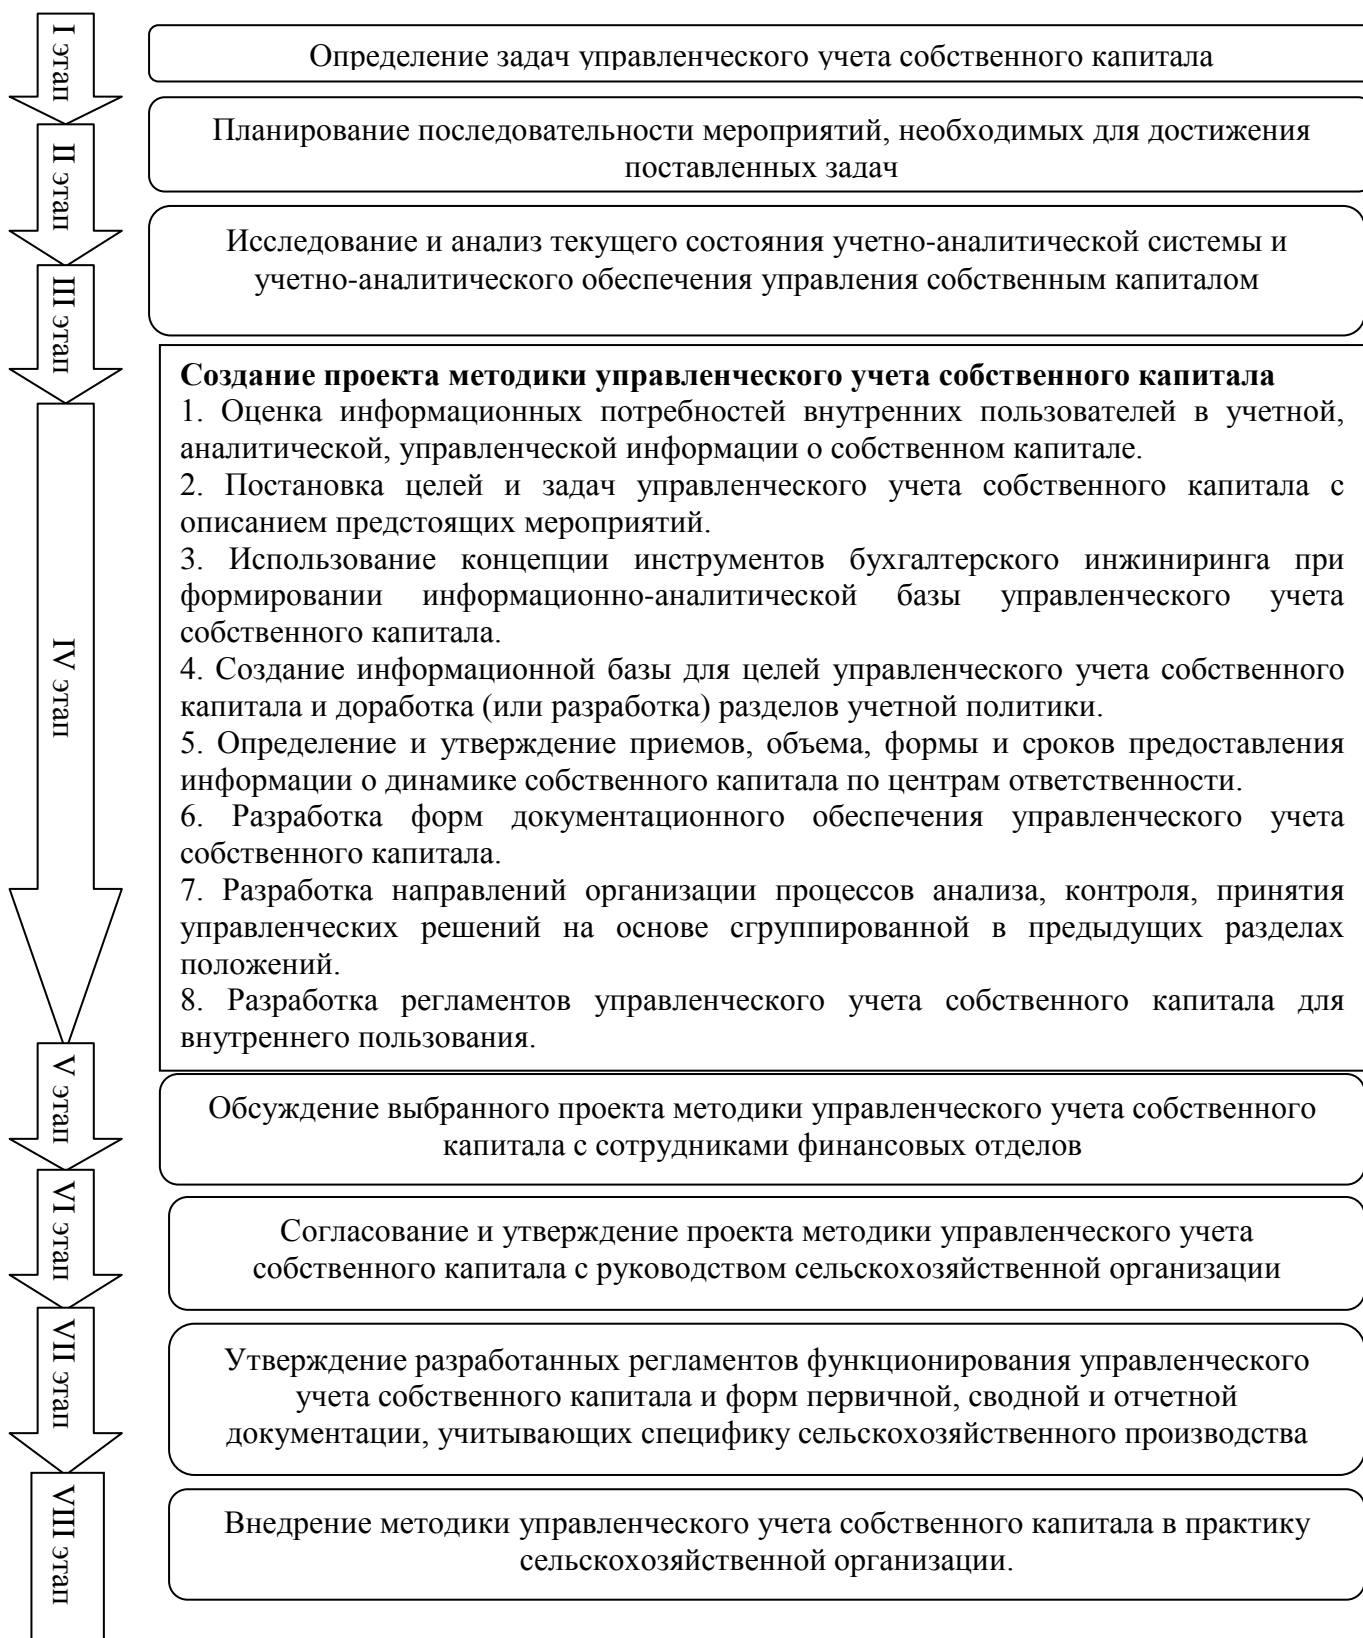 I этап
Определение задач управленческого учета собственного капитала
II этап
Планирование последовательности мероприятий, необходимых для достижения
поставленных задач
III этап
Исследование и анализ текущего состояния учетно-аналитической системы и
учетно-аналитического обеспечения управления собственным капиталом
IV этап
Создание проекта методики управленческого учета собственного капитала
1. Оценка информационных потребностей внутренних пользователей в учетной,
аналитической, управленческой информации о собственном капитале.
2. Постановка целей и задач управленческого учета собственного капитала с
описанием предстоящих мероприятий.
3. Использование концепции инструментов бухгалтерского инжиниринга при
формировании информационно-аналитической базы управленческого учета
собственного капитала.
4. Создание информационной базы для целей управленческого учета собственного
капитала и доработка (или разработка) разделов учетной политики.
5. Определение и утверждение приемов, объема, формы и сроков предоставления
информации о динамике собственного капитала по центрам ответственности.
6. Разработка форм документационного обеспечения управленческого учета
собственного капитала.
7. Разработка направлений организации процессов анализа, контроля, принятия
управленческих решений на основе сгруппированной в предыдущих разделах
положений.
8. Разработка регламентов управленческого учета собственного капитала для
внутреннего пользования.
V этап
Обсуждение выбранного проекта методики управленческого учета собственного
капитала с сотрудниками финансовых отделов
VI этап
Согласование и утверждение проекта методики управленческого учета
собственного капитала с руководством сельскохозяйственной организации
VII этап
Утверждение разработанных регламентов функционирования управленческого
учета собственного капитала и форм первичной, сводной и отчетной
документации, учитывающих специфику сельскохозяйственного производства
VIII этап
Внедрение методики управленческого учета собственного капитала в практику
сельскохозяйственной организации.